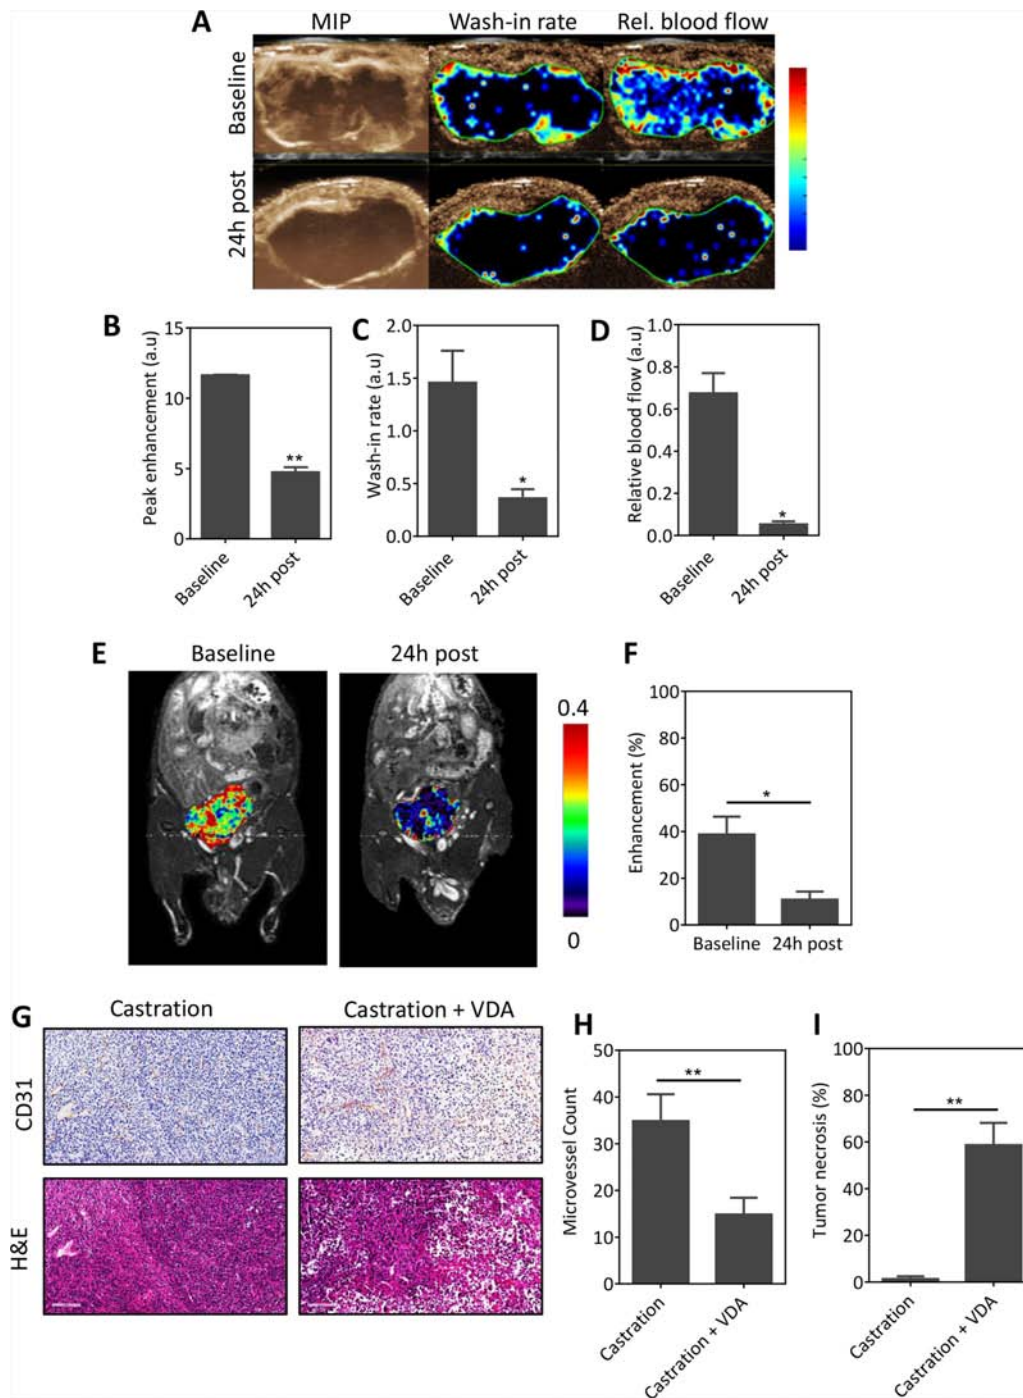 A
MIP
Wash-in rate
Rel. blood flow
Baseline
24h post
B
Peak enhancement (a.u)
15
10
5
0
**
Baseline
24h post
C
Wash-in rate (a.u)
2.0
1.5
1.0
0.5
0.0
*
Baseline
24h post
D
Relative blood flow (a.u)
1.0
0.8
0.6
0.4
0.2
0.0
*
Baseline
24h post
E
Baseline
24h post
0.4
0
F
Enhancement (%)
100
80
60
40
20
0
*
Baseline
24h post
G
Castration
Castration + VDA
CD31
H&E
H
Microvessel Count
50
40
30
20
10
0
**
Castration
Castration + VDA
I
Tumor necrosis (%)
100
80
60
40
20
0
**
Castration
Castration + VDA